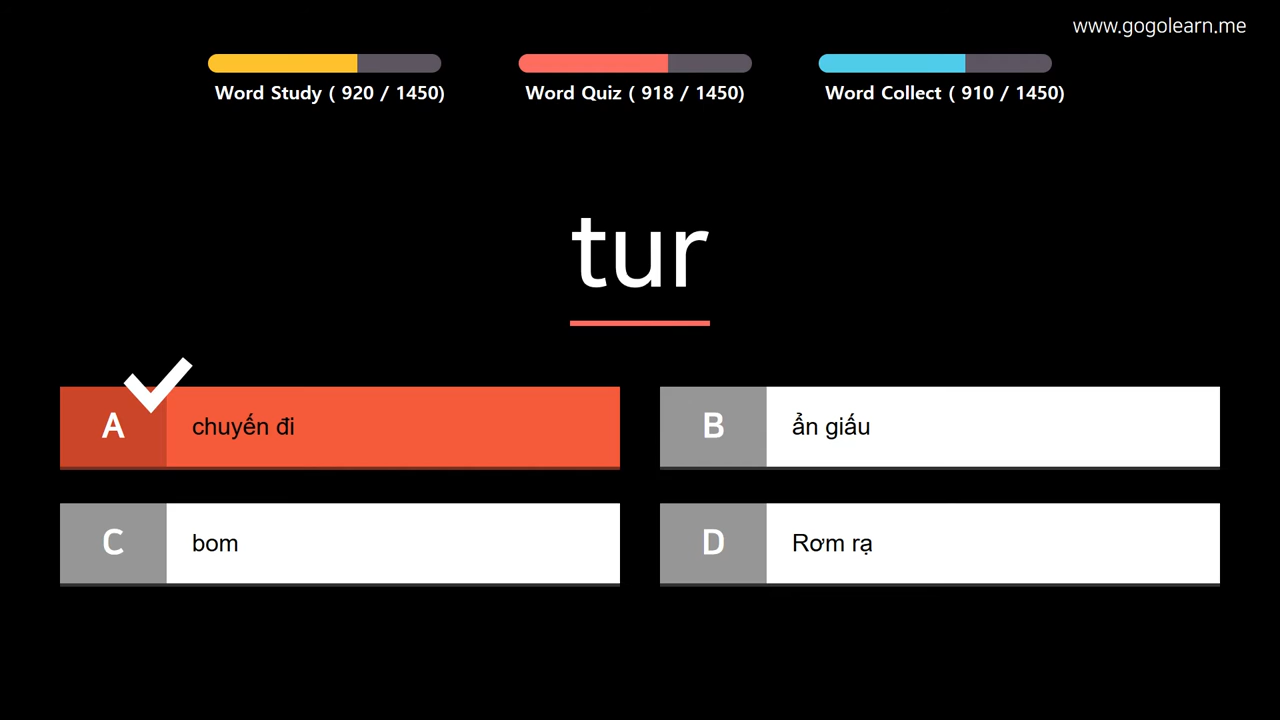 www.gogolearn.me
Word Study ( 920 / 1450)
Word Quiz ( 918 / 1450)
Word Collect ( 910 / 1450)
tur
A chuyến đi
B ẩn giấu
C bom
D Rơm rạ